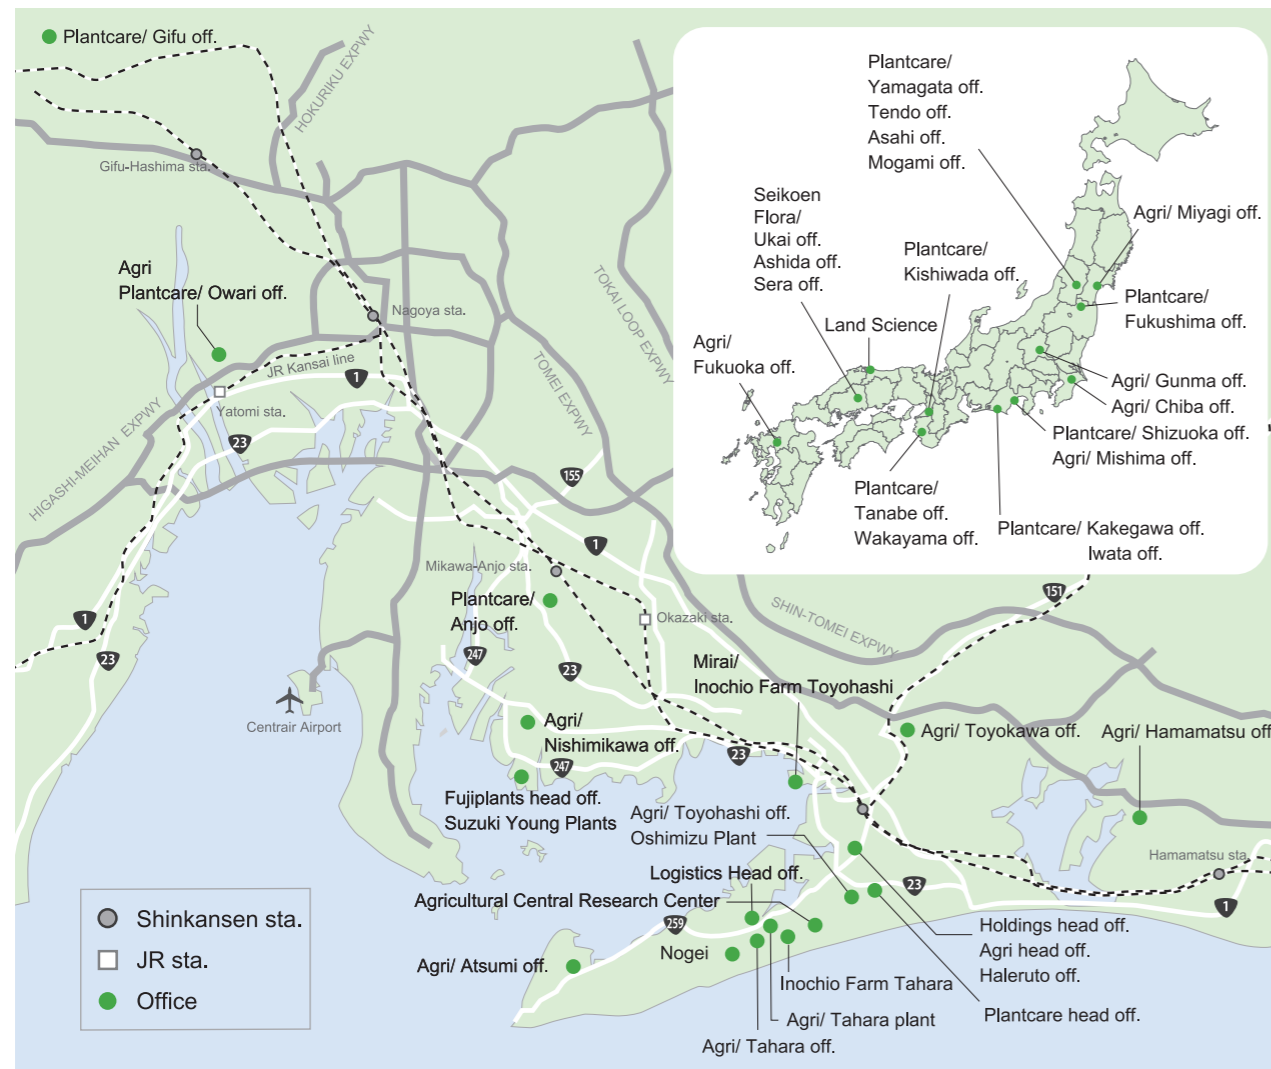 Plantcare/ Gifu off.
HOKURIKU EXPWY
Gifu-Hashima sta.
Agri
Plantcare/ Owari off.
Nagoya sta.
JR Kansai line
1
Yatomi sta.
23
HIGASHI-MEIHAN EXPWY
TOKAI LOOP EXPWY
TOMEI EXPWY
155
1
Mikawa-Anjo sta.
Plantcare/
Anjo off.
Okazaki sta.
1
23
247
23
Centrair Airport
Agri/
Nishimikawa off.
247
Fujiplants head off.
Suzuki Young Plants
Mirai/
Inochio Farm Toyohashi
SHIN-TOMEI EXPWY
151
23
Agri/ Toyokawa off.
Agri/ Hamamatsu off
Agri/ Toyohashi off.
Oshimizu Plant
Logistics Head off.
Agricultural Central Research Center
259
Nogei
Agri/ Atsumi off.
Inochio Farm Tahara
Agri/ Tahara plant
Agri/ Tahara off.
23
Hamamatsu sta.
1
Holdings head off.
Agri head off.
Haleruto off.
Plantcare head off.
Shinkansen sta.
JR sta.
Office
Plantcare/
Yamagata off.
Tendo off.
Asahi off.
Mogami off.
Seikoen
Flora/
Ukai off.
Ashida off.
Sera off.
Plantcare/
Kishiwada off.
Land Science
Agri/
Fukuoka off.
Agri/ Miyagi off.
Plantcare/
Fukushima off.
Agri/ Gunma off.
Agri/ Chiba off.
Plantcare/ Shizuoka off.
Agri/ Mishima off.
Plantcare/
Tanabe off.
Wakayama off.
Plantcare/ Kakegawa off.
Iwata off.